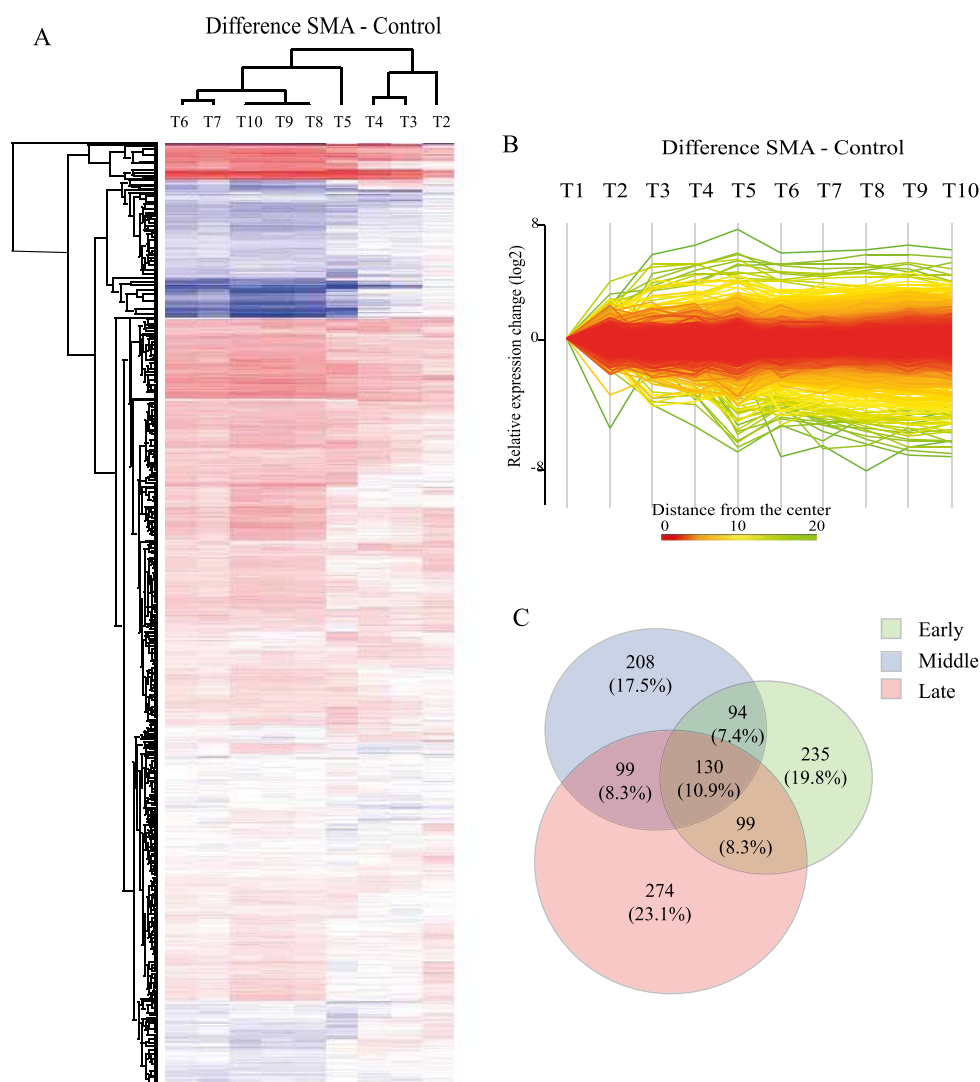 A
Difference SMA - Control
T6 T7 T10 T9 T8 T5 T4 T3 T2
B
Difference SMA - Control
T1 T2 T3 T4 T5 T6 T7 T8 T9 T10
Relative expression change (log2)
8
0
-8
Distance from the center
0 10 20
C
Early
Middle
Late
208
(17.5%)
94
(7.4%)
235
(19.8%)
99
(8.3%)
130
(10.9%)
99
(8.3%)
274
(23.1%)